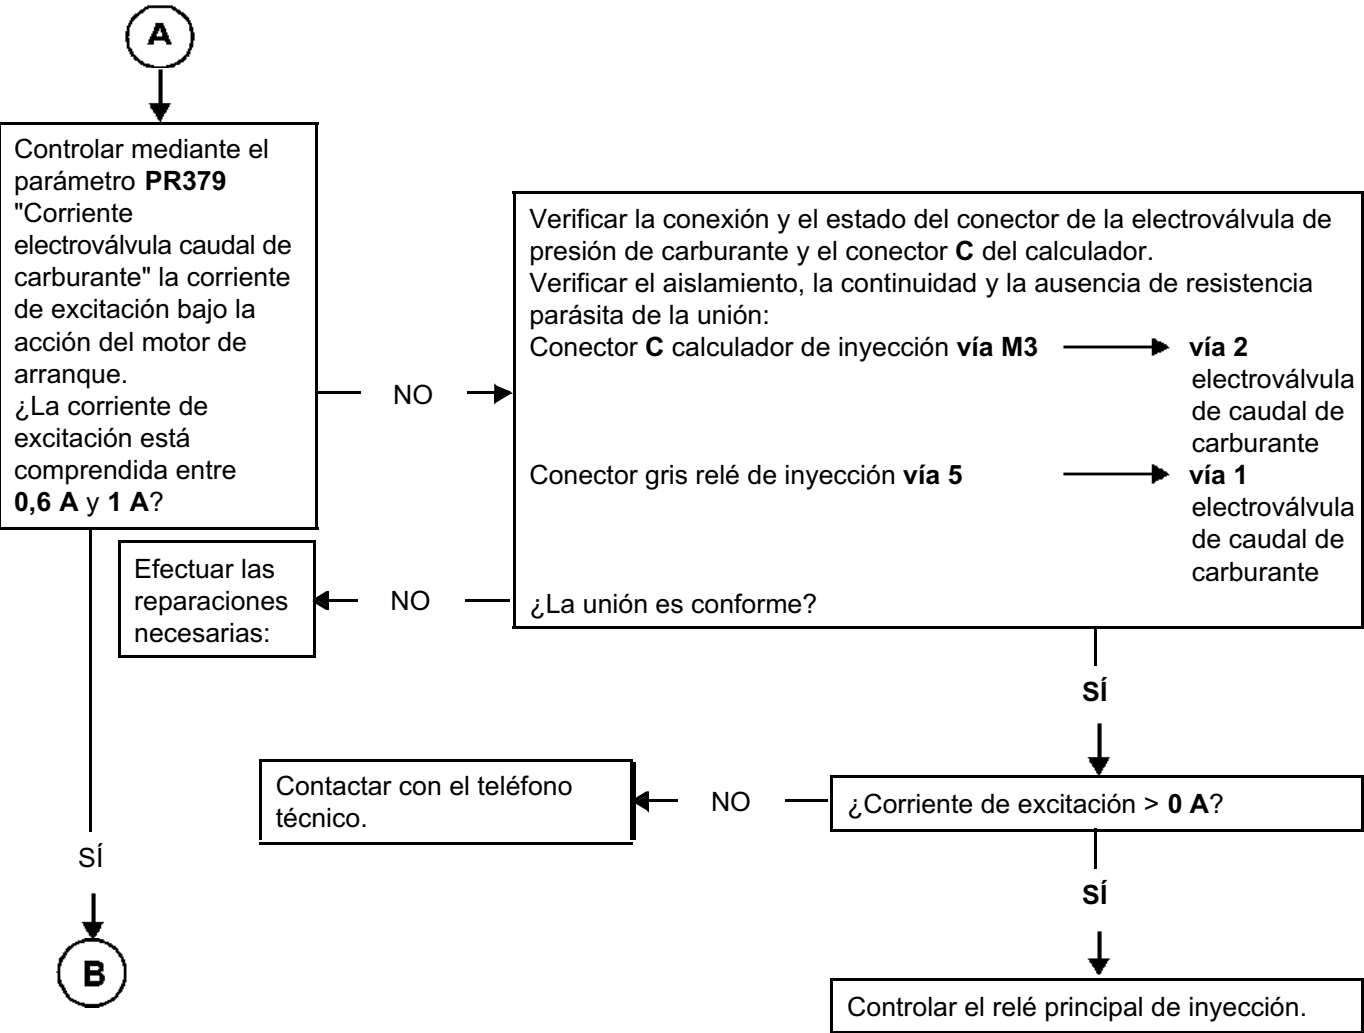 A
Controlar mediante el
parámetro PR379
"Corriente
electroválvula caudal de
carburante" la corriente
de excitación bajo la
acción del motor de
arranque.
¿La corriente de
excitación está
comprendida entre
0,6 A y 1 A?
NO
Verificar la conexión y el estado del conector de la electroválvula de
presión de carburante y el conector C del calculador.
Verificar el aislamiento, la continuidad y la ausencia de resistencia
parásita de la unión:
Conector C calculador de inyección vía M3 vía 2
electroválvula
de caudal de
carburante
Conector gris relé de inyección vía 5 vía 1
electroválvula
de caudal de
carburante
¿La unión es conforme?
NO
Efectuar las
reparaciones
necesarias:
SÍ
¿Corriente de excitación > 0 A?
NO
Contactar con el teléfono
técnico.
SÍ
Controlar el relé principal de inyección.
SÍ
B